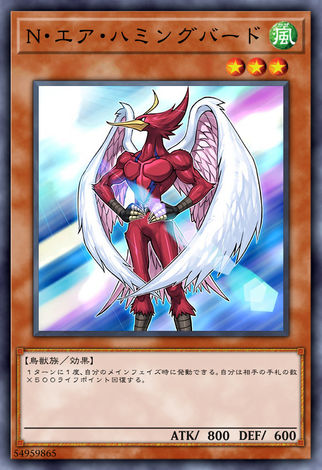 N・エア・ハミングバード
風
【鳥獣族／効果】
１ターンに１度、自分のメインフェイズ時に発動できる。自分は相手の手札の数
×５００ライフポイント回復する。
ATK/ 800 DEF/ 600
54959865